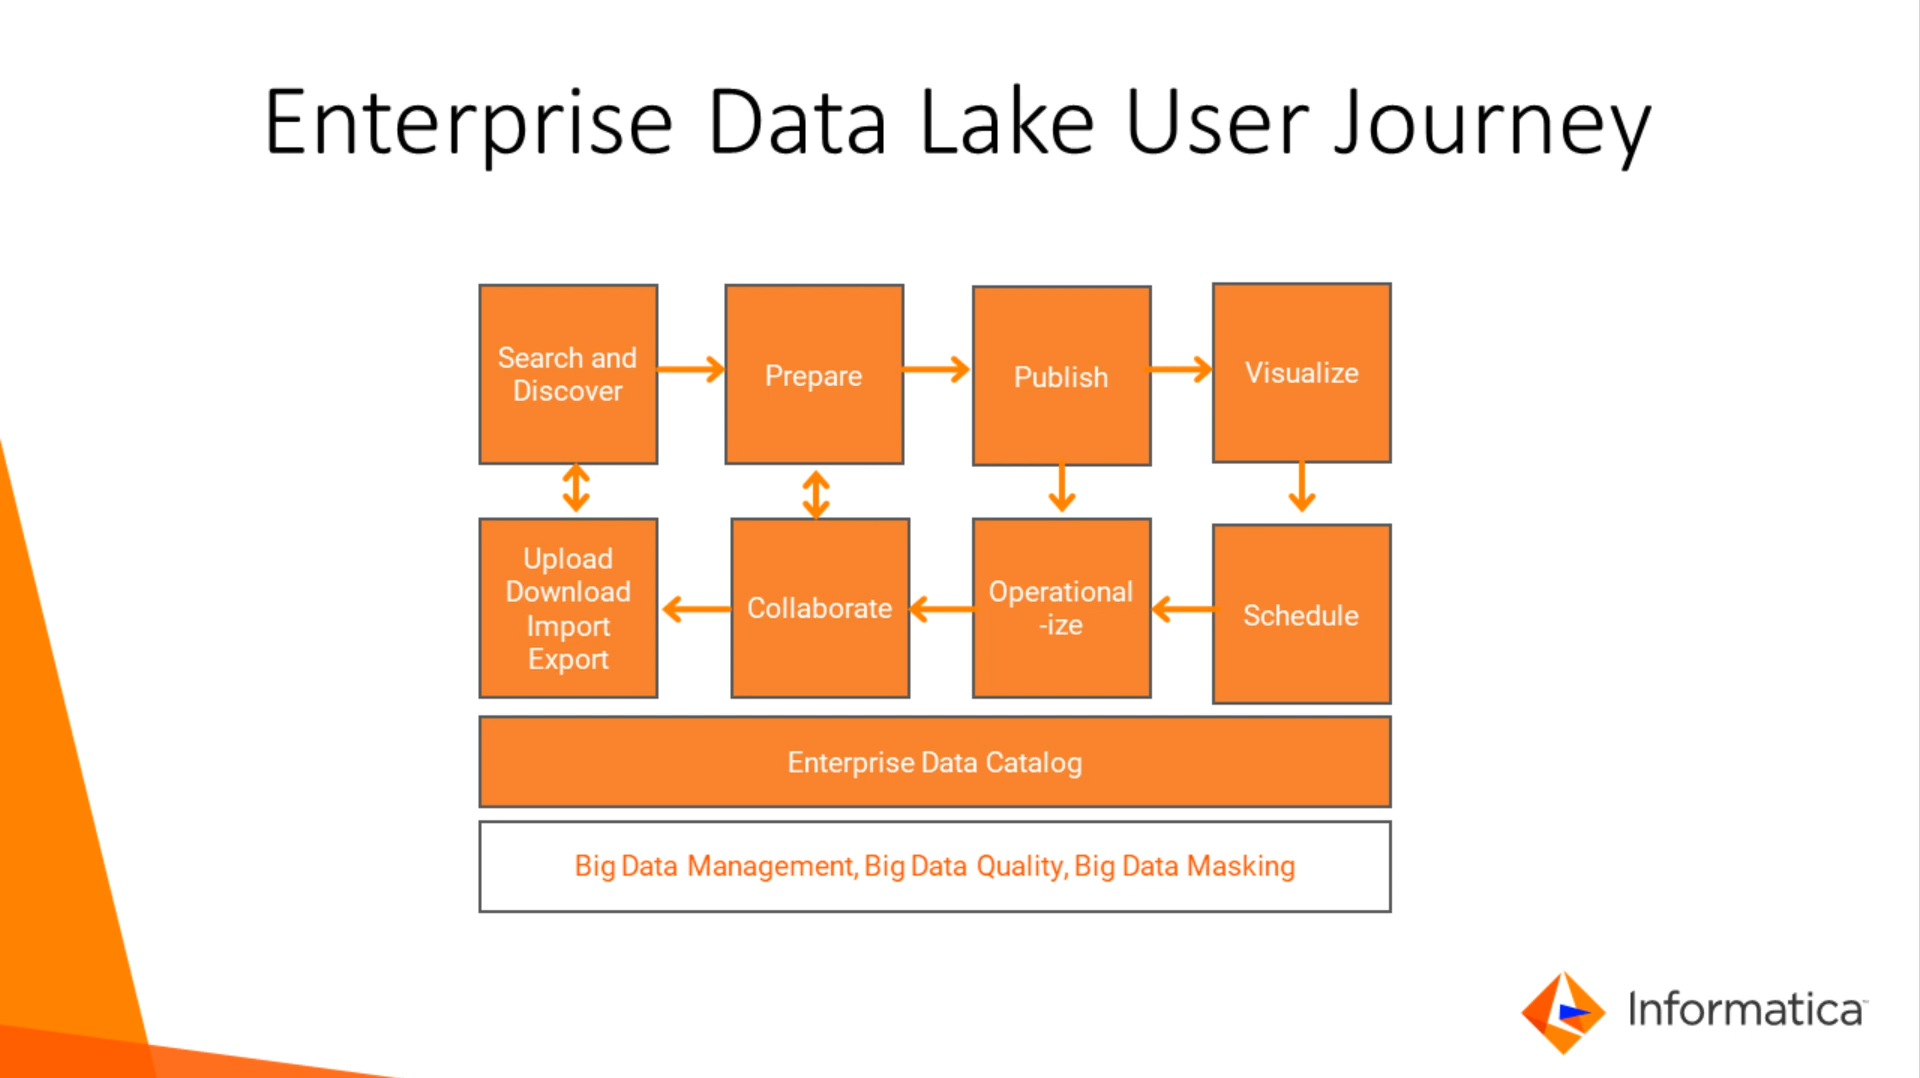 Enterprise Data Lake User Journey
Search and
Discover
Prepare
Publish
Visualize
Upload
Download
Import
Export
Collaborate
Operational
-ize
Schedule
Enterprise Data Catalog
Big Data Management, Big Data Quality, Big Data Masking
Informatica